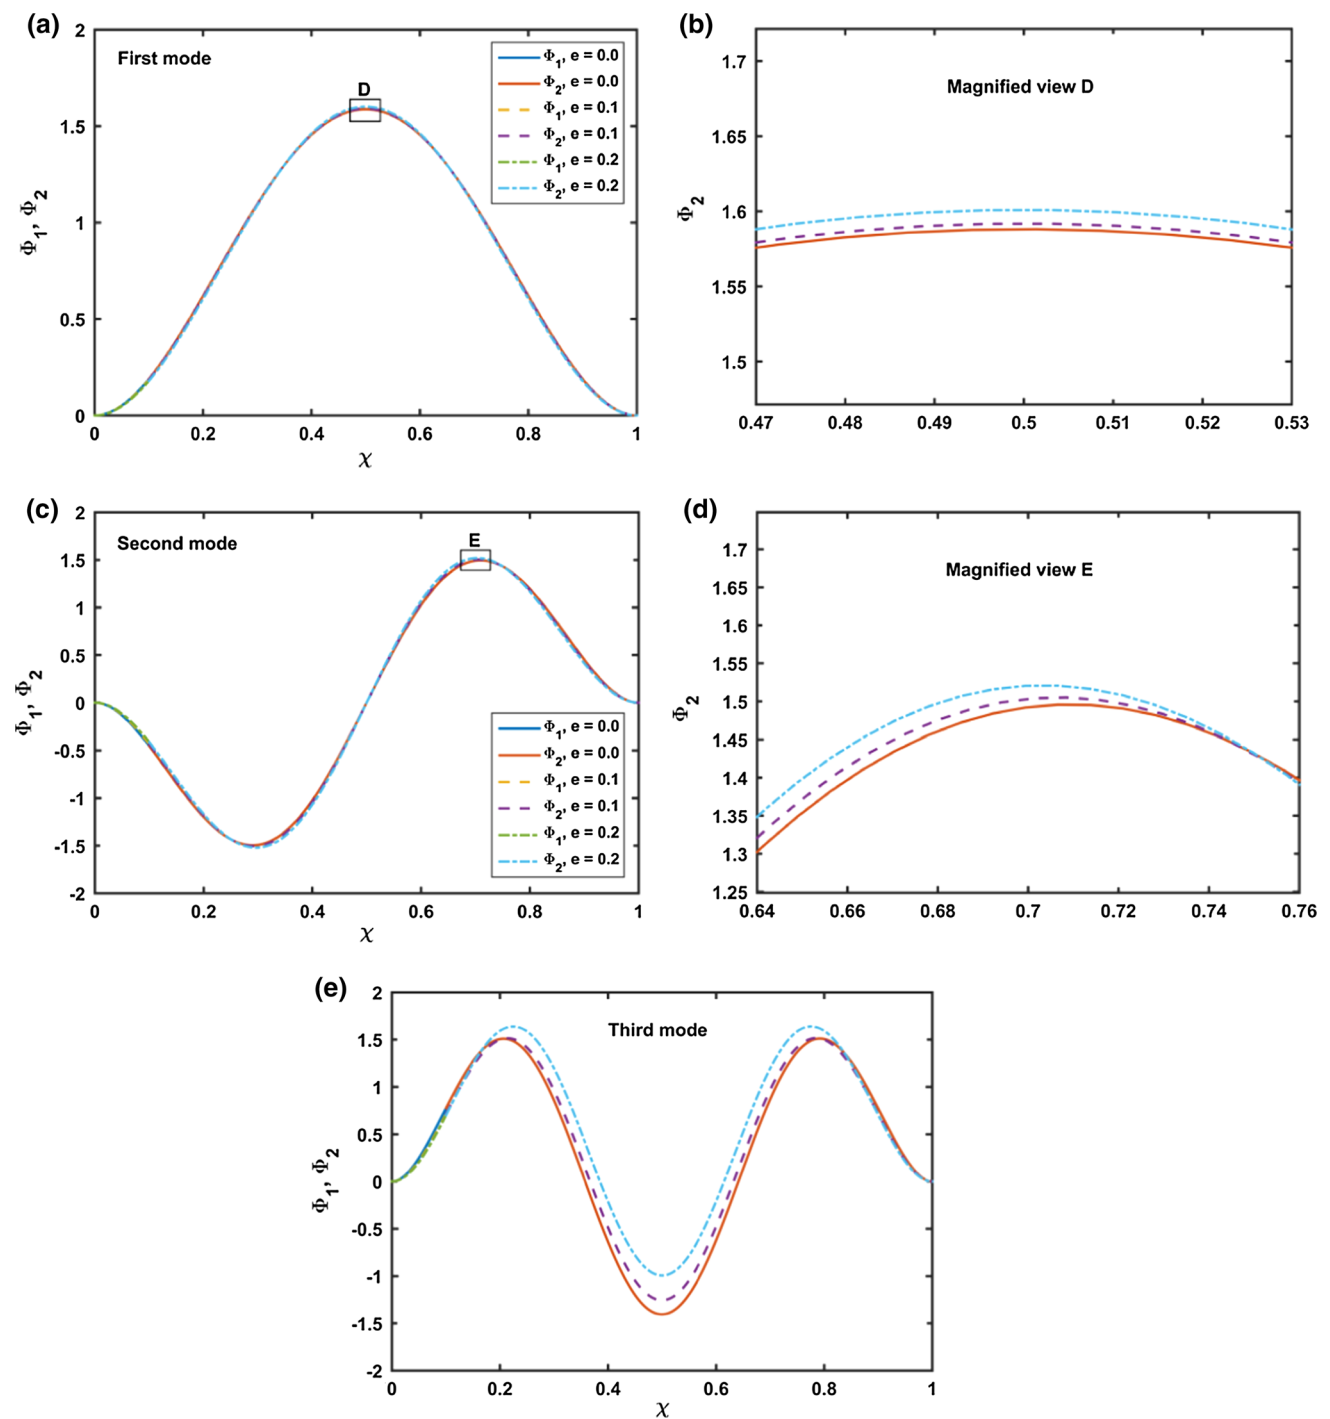 (a)
First mode
D
Φ1, e = 0.0
Φ2, e = 0.0
Φ1, e = 0.1
Φ2, e = 0.1
Φ1, e = 0.2
Φ2, e = 0.2
2
1.5
1
0.5
0
Φ1, Φ2
0 0.2 0.4 0.6 0.8 1
χ
(b)
Magnified view D
1.7
1.65
1.6
1.55
1.5
Φ2
0.47 0.48 0.49 0.5 0.51 0.52 0.53
(c)
Second mode
E
2
1.5
1
0.5
0
-0.5
-1
-1.5
-2
Φ1, Φ2
Φ1, e = 0.0
Φ2, e = 0.0
Φ1, e = 0.1
Φ2, e = 0.1
Φ1, e = 0.2
Φ2, e = 0.2
0 0.2 0.4 0.6 0.8 1
χ
(d)
Magnified view E
1.7
1.65
1.6
1.55
1.5
1.45
1.4
1.35
1.3
1.25
Φ2
0.64 0.66 0.68 0.7 0.72 0.74 0.76
(e)
Third mode
2
1.5
1
0.5
0
-0.5
-1
-1.5
-2
Φ1, Φ2
0 0.2 0.4 0.6 0.8 1
χ